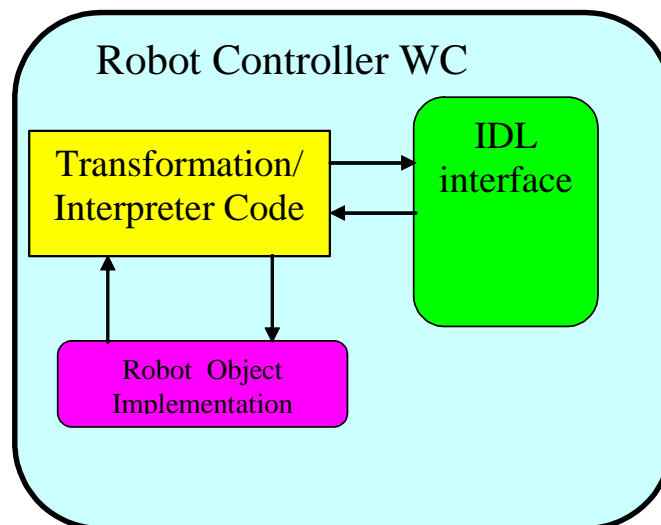 Robot Controller WC
Transformation/
Interpreter Code
IDL
interface
Robot Object
Implementation